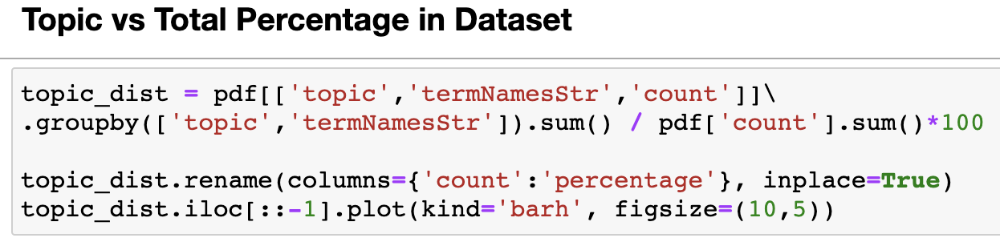 Topic vs Total Percentage in Dataset
topic_dist = pdf[['topic','termNamesStr','count']]\
.groupby(['topic','termNamesStr']).sum() / pdf['count'].sum()*100
topic_dist.rename(columns={'count':'percentage'}, inplace=True)
topic_dist.iloc[::-1].plot(kind='barh', figsize=(10,5))